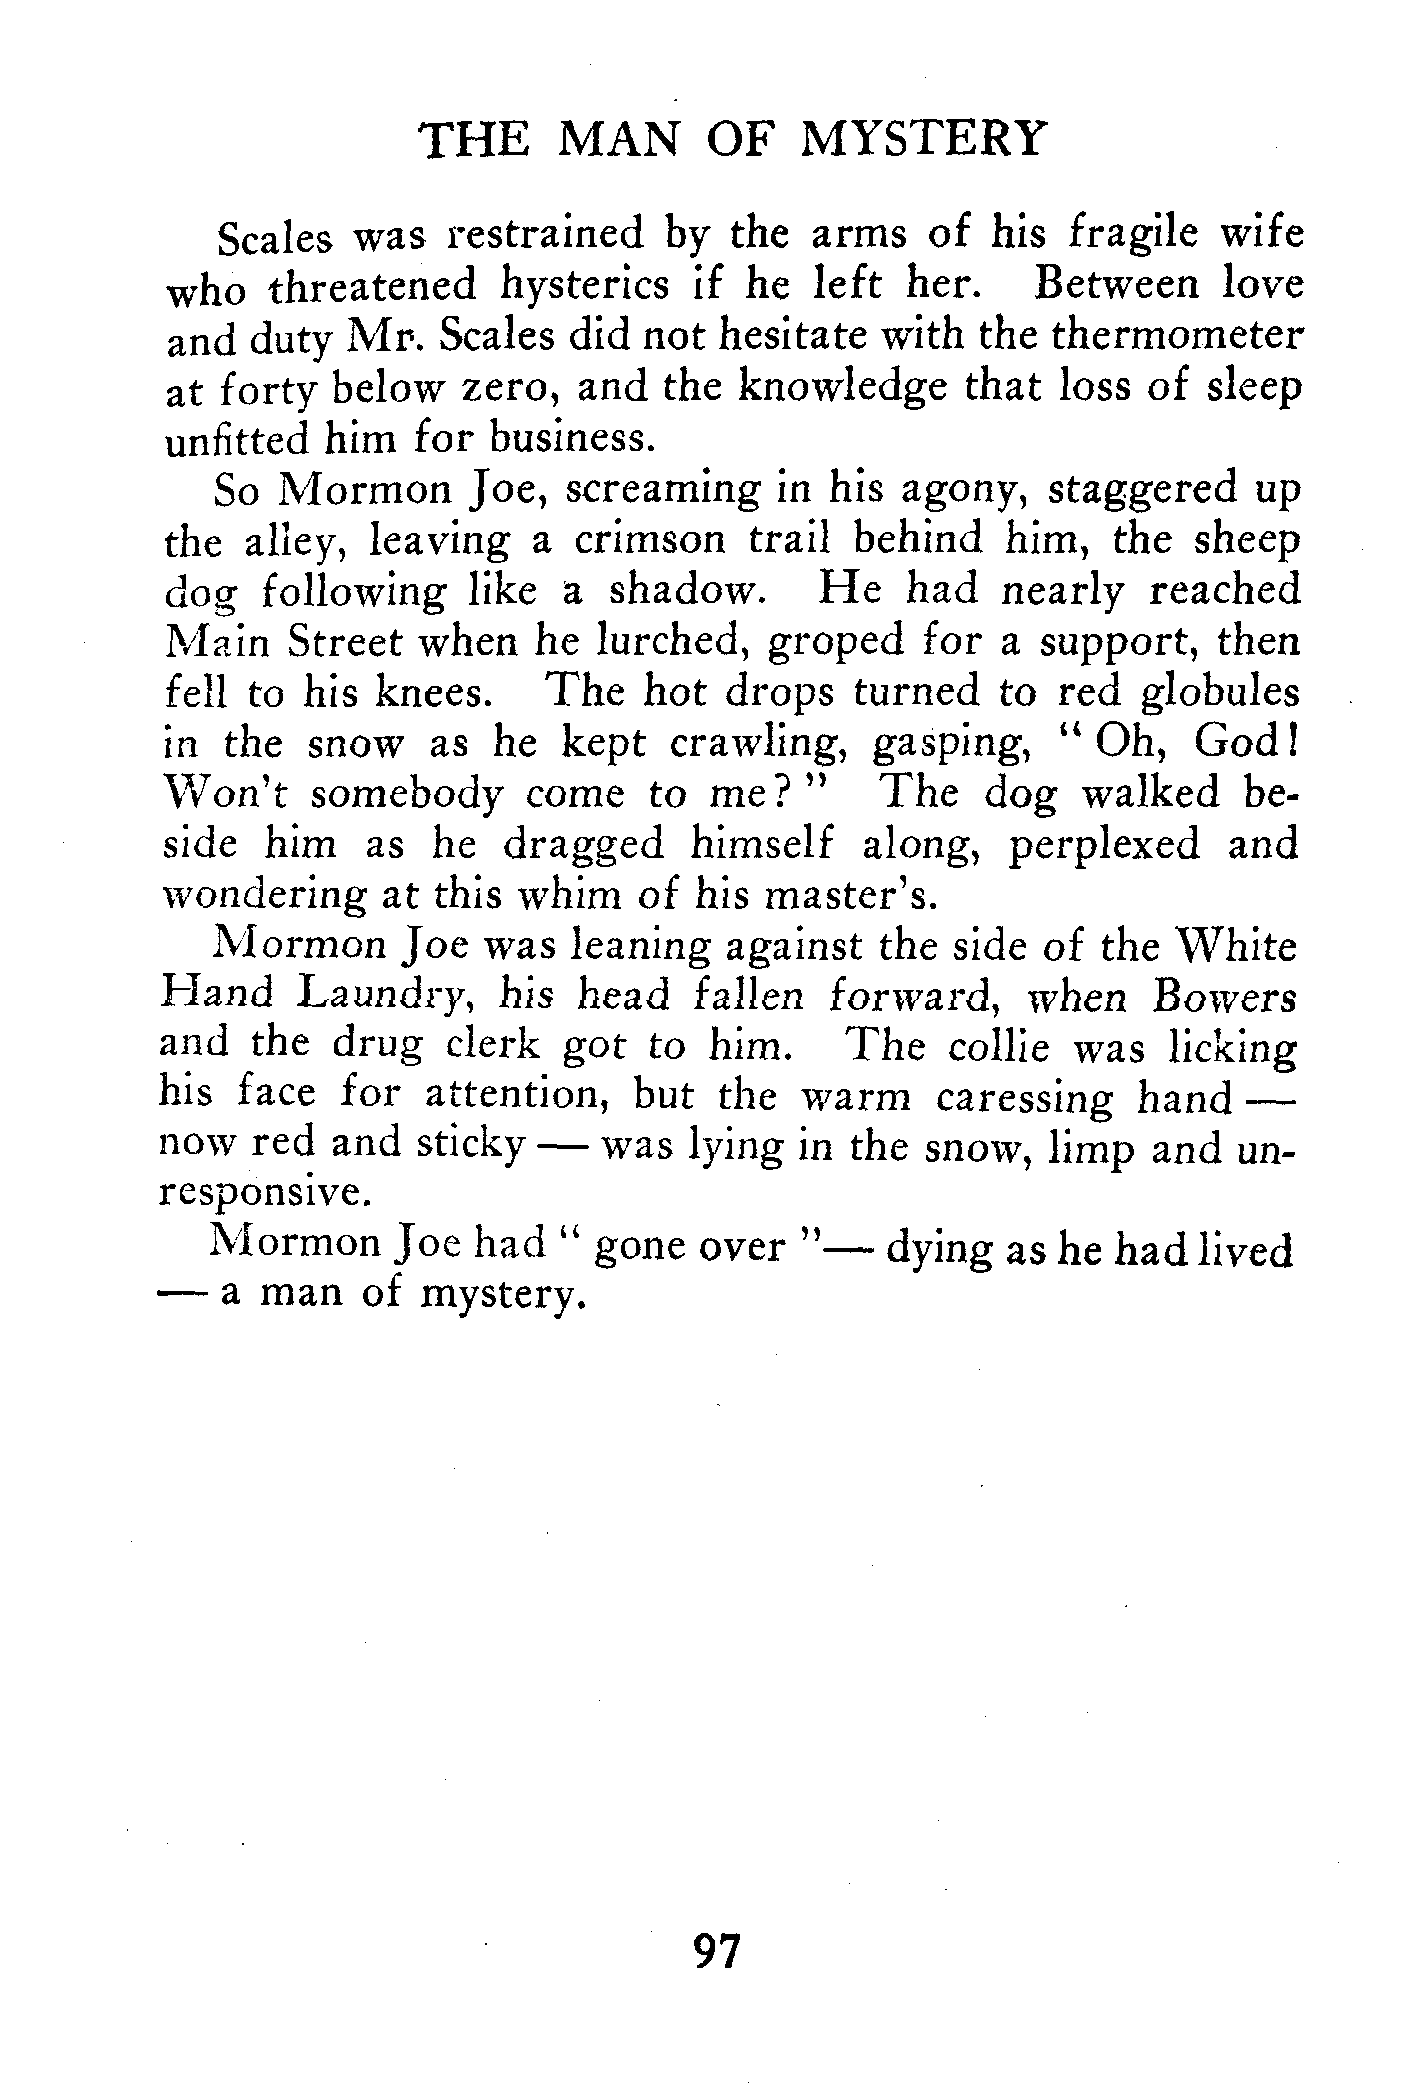 THE MAN OF MYSTERY
Scales was restrained by the arms of his fragile wife
who threatened hysterics if he left her. Between love
and duty Mr. Scales did not hesitate with the thermometer
at forty below zero, and the knowledge that loss of sleep
unfitted him for business.
So Mormon Joe, screaming in his agony, staggered up
the alley, leaving a crimson trail behind him, the sheep
dog following like a shadow. He had nearly reached
Main Street when he lurched, groped for a support, then
fell to his knees. The hot drops turned to red globules
in the snow as he kept crawling, gasping, " Oh, God!
Won't somebody come to me? " The dog walked be-
side him as he dragged himself along, perplexed and
wondering at this whim of his master's.
Mormon Joe was leaning against the side of the White
Hand Laundry, his head fallen forward, when Bowers
and the drug clerk got to him. The collie was licking
his face for attention, but the warm caressing hand —
now red and sticky — was lying in the snow, limp and un-
responsive.
Mormon Joe had " gone over "— dying as he had lived
— a man of mystery.
97